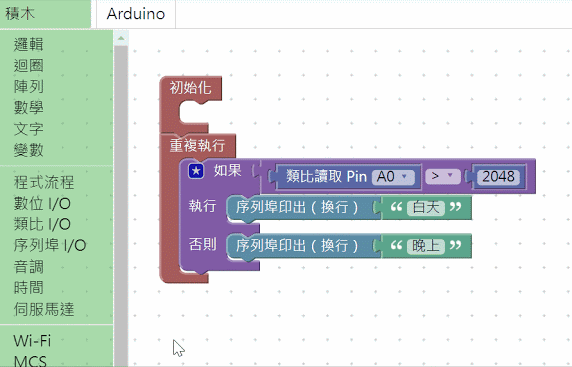 積木 Arduino
邏輯
迴圈
陣列
數學
文字
變數
程式流程
數位 I/O
類比 I/O
序列埠 I/O
音調
時間
伺服馬達
Wi-Fi
MCS
初始化
重複執行
如果 類比讀取 Pin A0 > 2048
執行 序列埠印出（換行） “ 白天 ”
否則 序列埠印出（換行） “ 晚上 ”